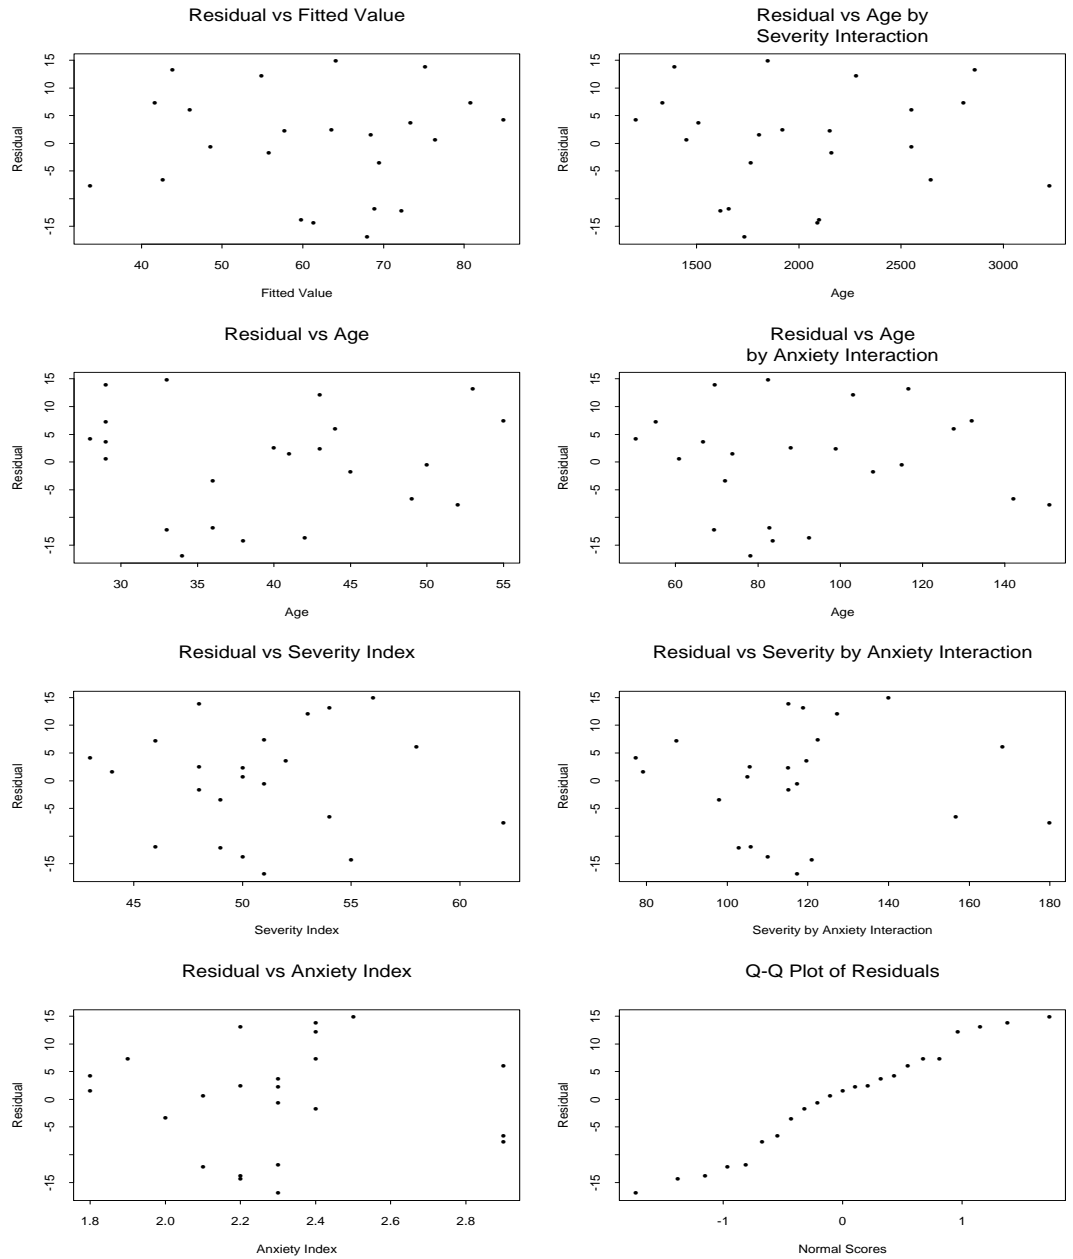 Residual vs Fitted Value
Residual
15
10
5
0
-5
-15
40 50 60 70 80
Fitted Value
Residual vs Age by
Severity Interaction
Residual
15
10
5
0
-5
-15
1500 2000 2500 3000
Age
Residual vs Age
Residual
15
10
5
0
-5
-15
30 35 40 45 50 55
Age
Residual vs Age
by Anxiety Interaction
Residual
15
10
5
0
-5
-15
60 80 100 120 140
Age
Residual vs Severity Index
Residual
15
10
5
0
-5
-15
45 50 55 60
Severity Index
Residual vs Severity by Anxiety Interaction
Residual
15
10
5
0
-5
-15
80 100 120 140 160 180
Severity by Anxiety Interaction
Residual vs Anxiety Index
Residual
15
10
5
0
-5
-15
1.8 2.0 2.2 2.4 2.6 2.8
Anxiety Index
Q-Q Plot of Residuals
Residual
15
10
5
0
-5
-15
-1 0 1
Normal Scores